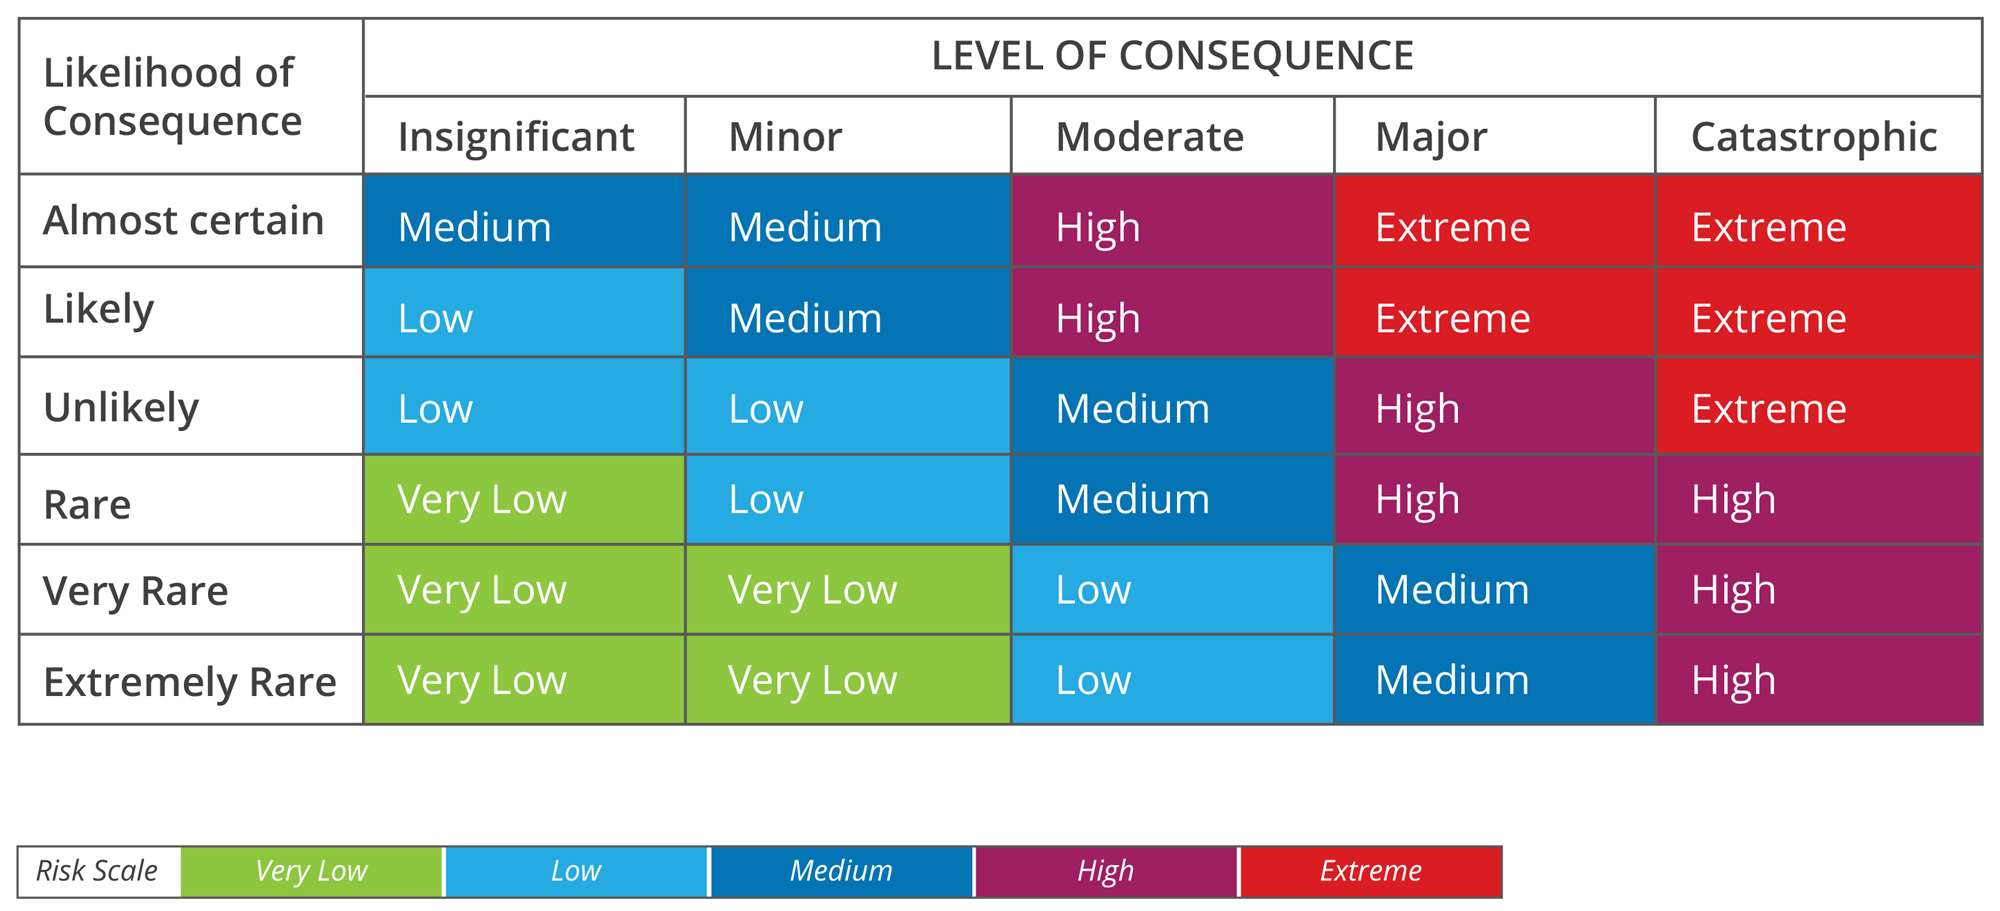 Likelihood of
Consequence
LEVEL OF CONSEQUENCE
Insignificant Minor Moderate Major Catastrophic
Almost certain Medium Medium High Extreme Extreme
Likely Low Medium High Extreme Extreme
Unlikely Low Low Medium High Extreme
Rare Very Low Low Medium High High
Very Rare Very Low Very Low Low Medium High
Extremely Rare Very Low Very Low Low Medium High
Risk Scale Very Low Low Medium High Extreme